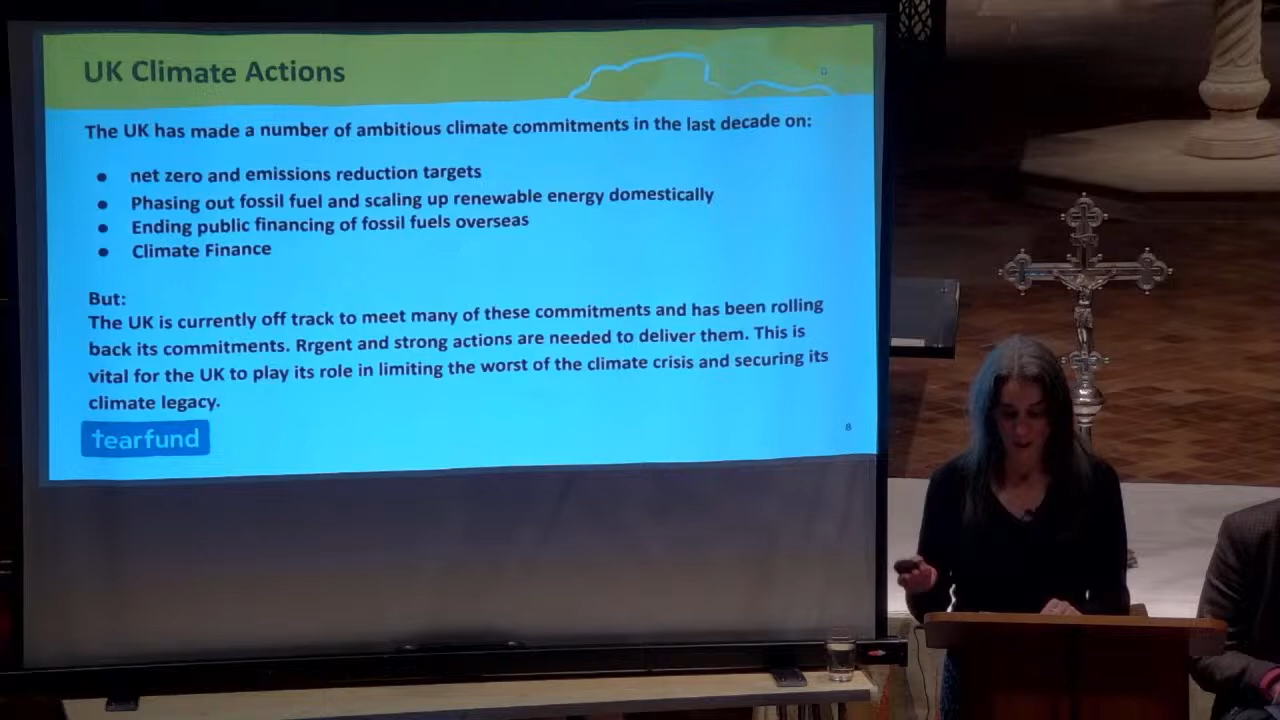 UK Climate Actions
The UK has made a number of ambitious climate commitments in the last decade on:
● net zero and emissions reduction targets
● Phasing out fossil fuel and scaling up renewable energy domestically
● Ending public financing of fossil fuels overseas
● Climate Finance
But:
The UK is currently off track to meet many of these commitments and has been rolling
back its commitments. Rrgent and strong actions are needed to deliver them. This is
vital for the UK to play its role in limiting the worst of the climate crisis and securing its
climate legacy.
tearfund
8